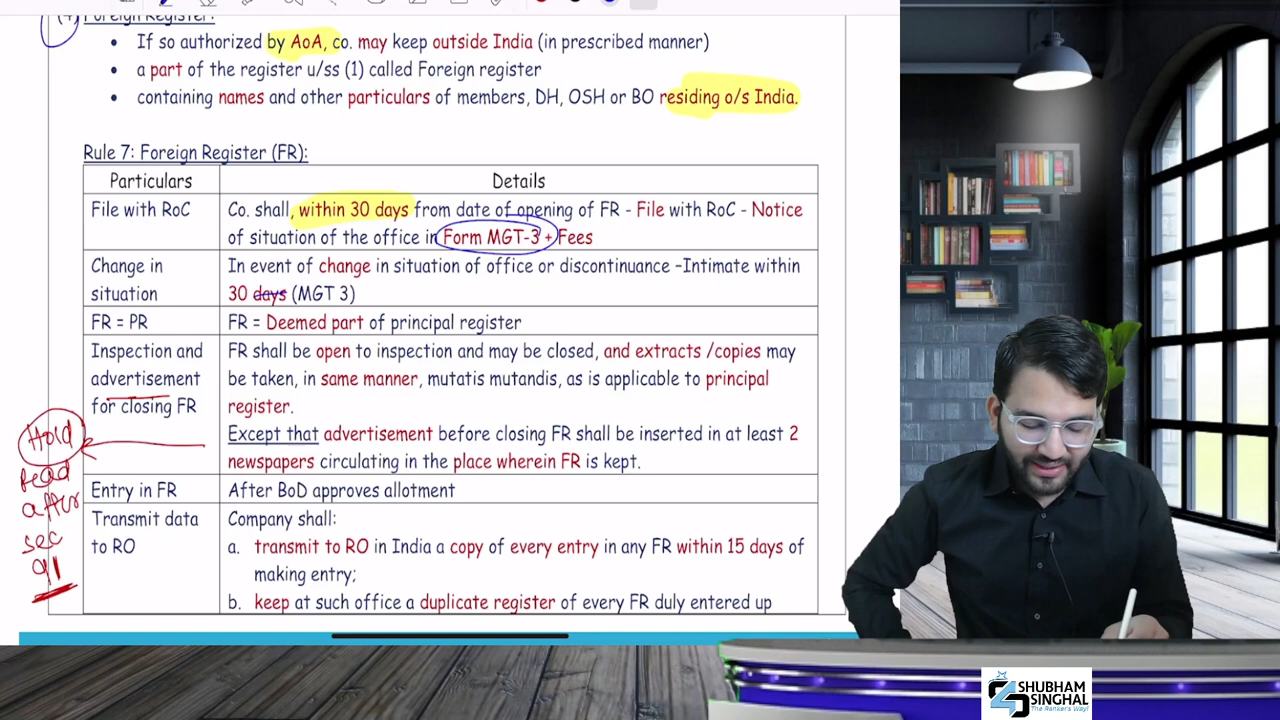 (4) Foreign Register:
• If so authorized by AoA, co. may keep outside India (in prescribed manner)
• a part of the register u/ss (1) called Foreign register
• containing names and other particulars of members, DH, OSH or BO residing o/s India.
Rule 7: Foreign Register (FR):
Particulars Details
File with RoC Co. shall, within 30 days from date of opening of FR - File with RoC - Notice
of situation of the office in Form MGT-3 + Fees
Change in In event of change in situation of office or discontinuance –Intimate within
situation 30 days (MGT 3)
FR = PR FR = Deemed part of principal register
Inspection and FR shall be open to inspection and may be closed, and extracts /copies may
advertisement be taken, in same manner, mutatis mutandis, as is applicable to principal
for closing FR register.
Except that advertisement before closing FR shall be inserted in at least 2
newspapers circulating in the place wherein FR is kept.
Hold
read
after
sec
91
Entry in FR After BoD approves allotment
Transmit data Company shall:
to RO a. transmit to RO in India a copy of every entry in any FR within 15 days of
making entry;
b. keep at such office a duplicate register of every FR duly entered up
SHUBHAM
SINGHAL
The Ranker's Way!